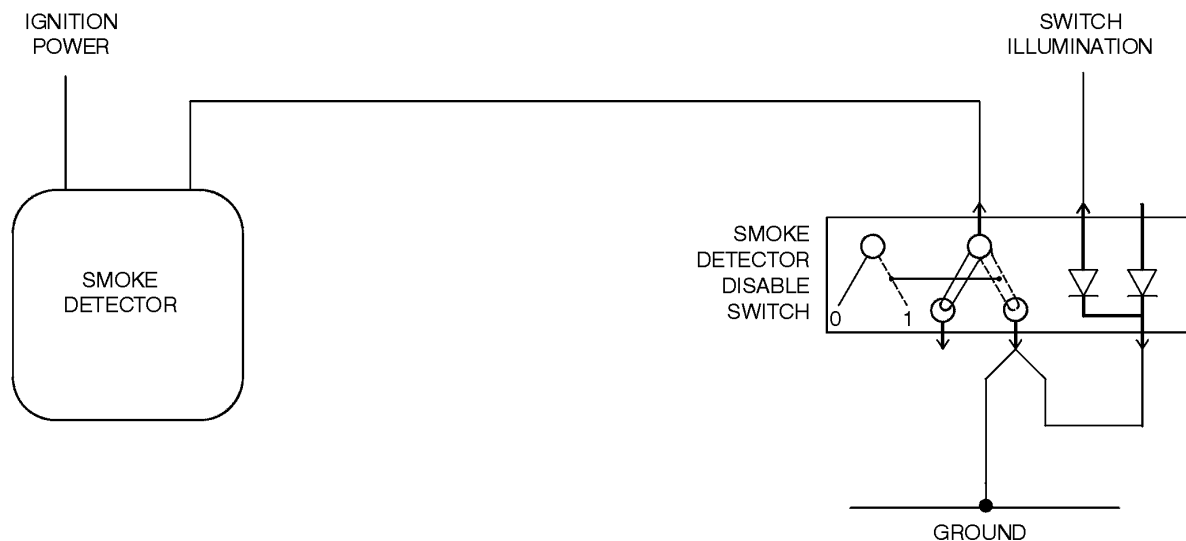 IGNITION
POWER
SWITCH
ILLUMINATION
SMOKE
DETECTOR
SMOKE
DETECTOR
DISABLE
SWITCH
0
1
GROUND